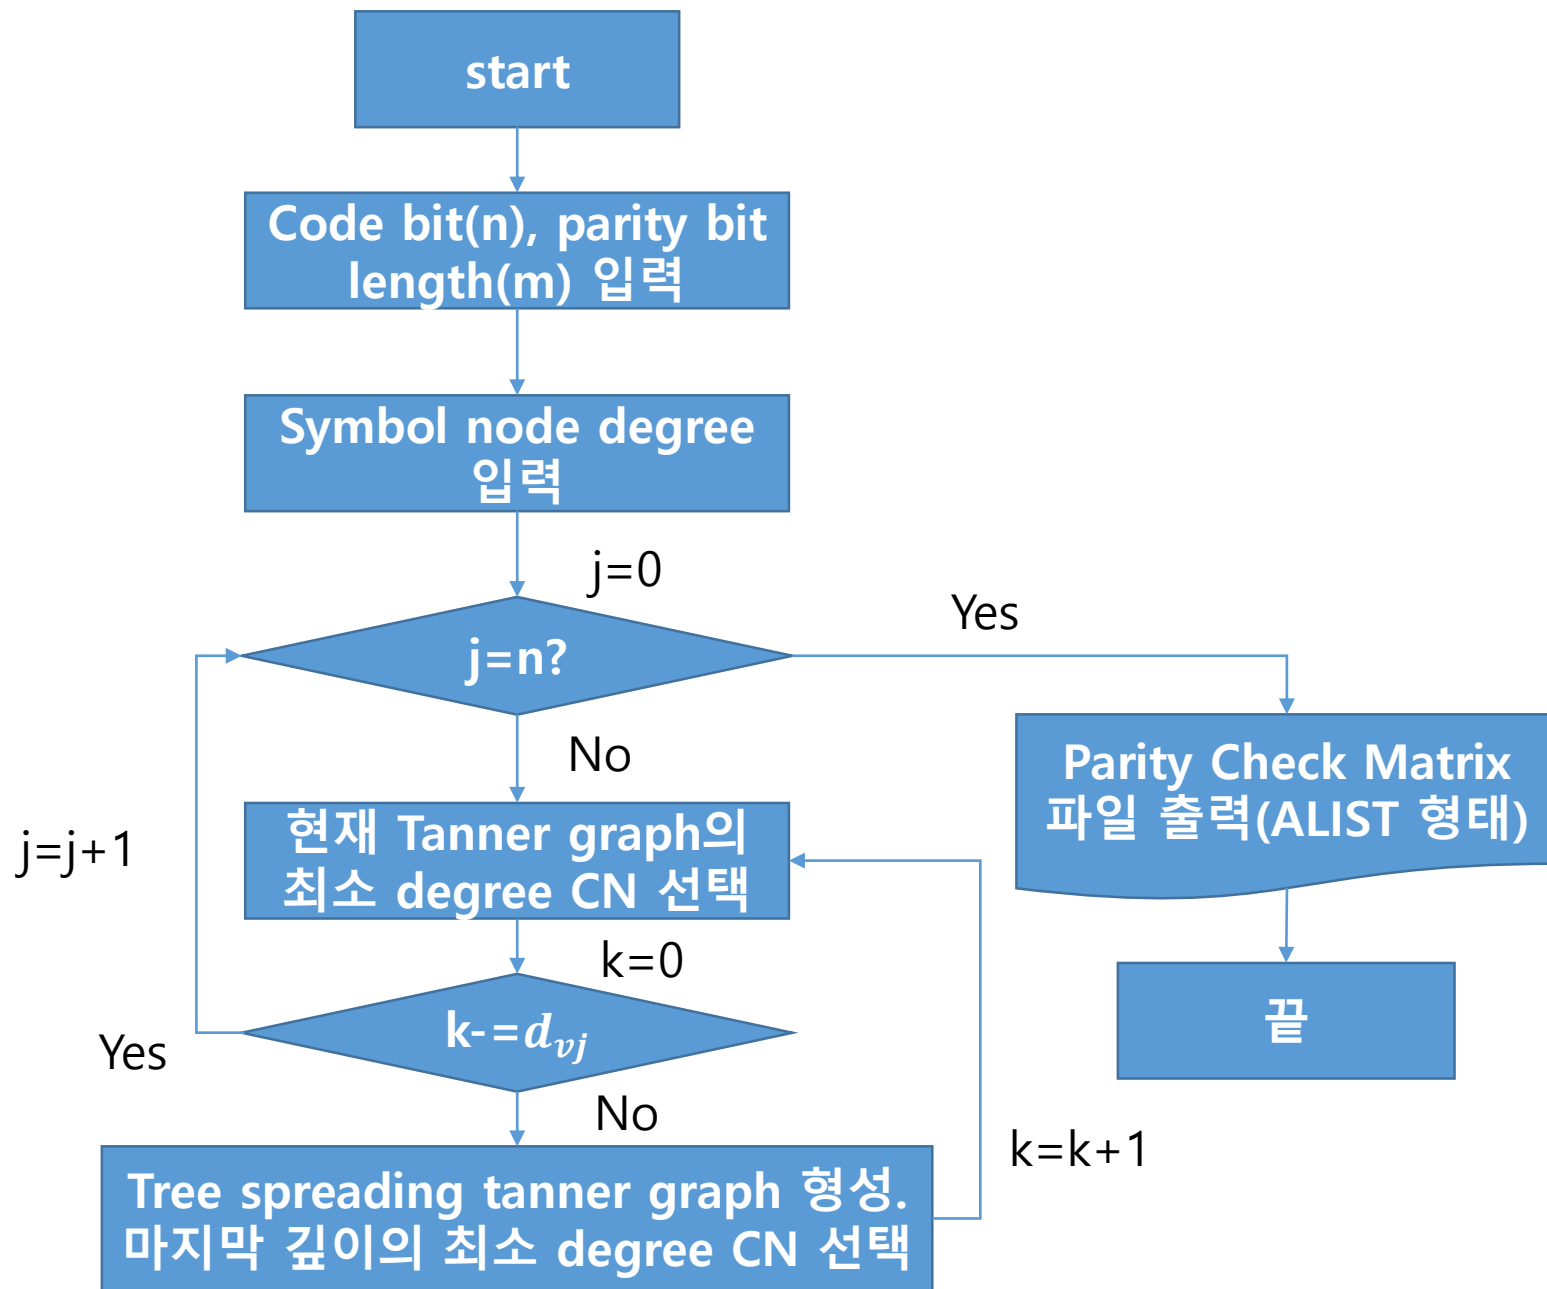 start
Code bit(n), parity bit
length(m) 입력
Symbol node degree
입력
j=0
j=n?
Yes
No
Parity Check Matrix
파일 출력(ALIST 형태)
현재 Tanner graph의
최소 degree CN 선택
j=j+1
k=0
k-=d_{vj}
끝
Yes
No
k=k+1
Tree spreading tanner graph 형성.
마지막 깊이의 최소 degree CN 선택